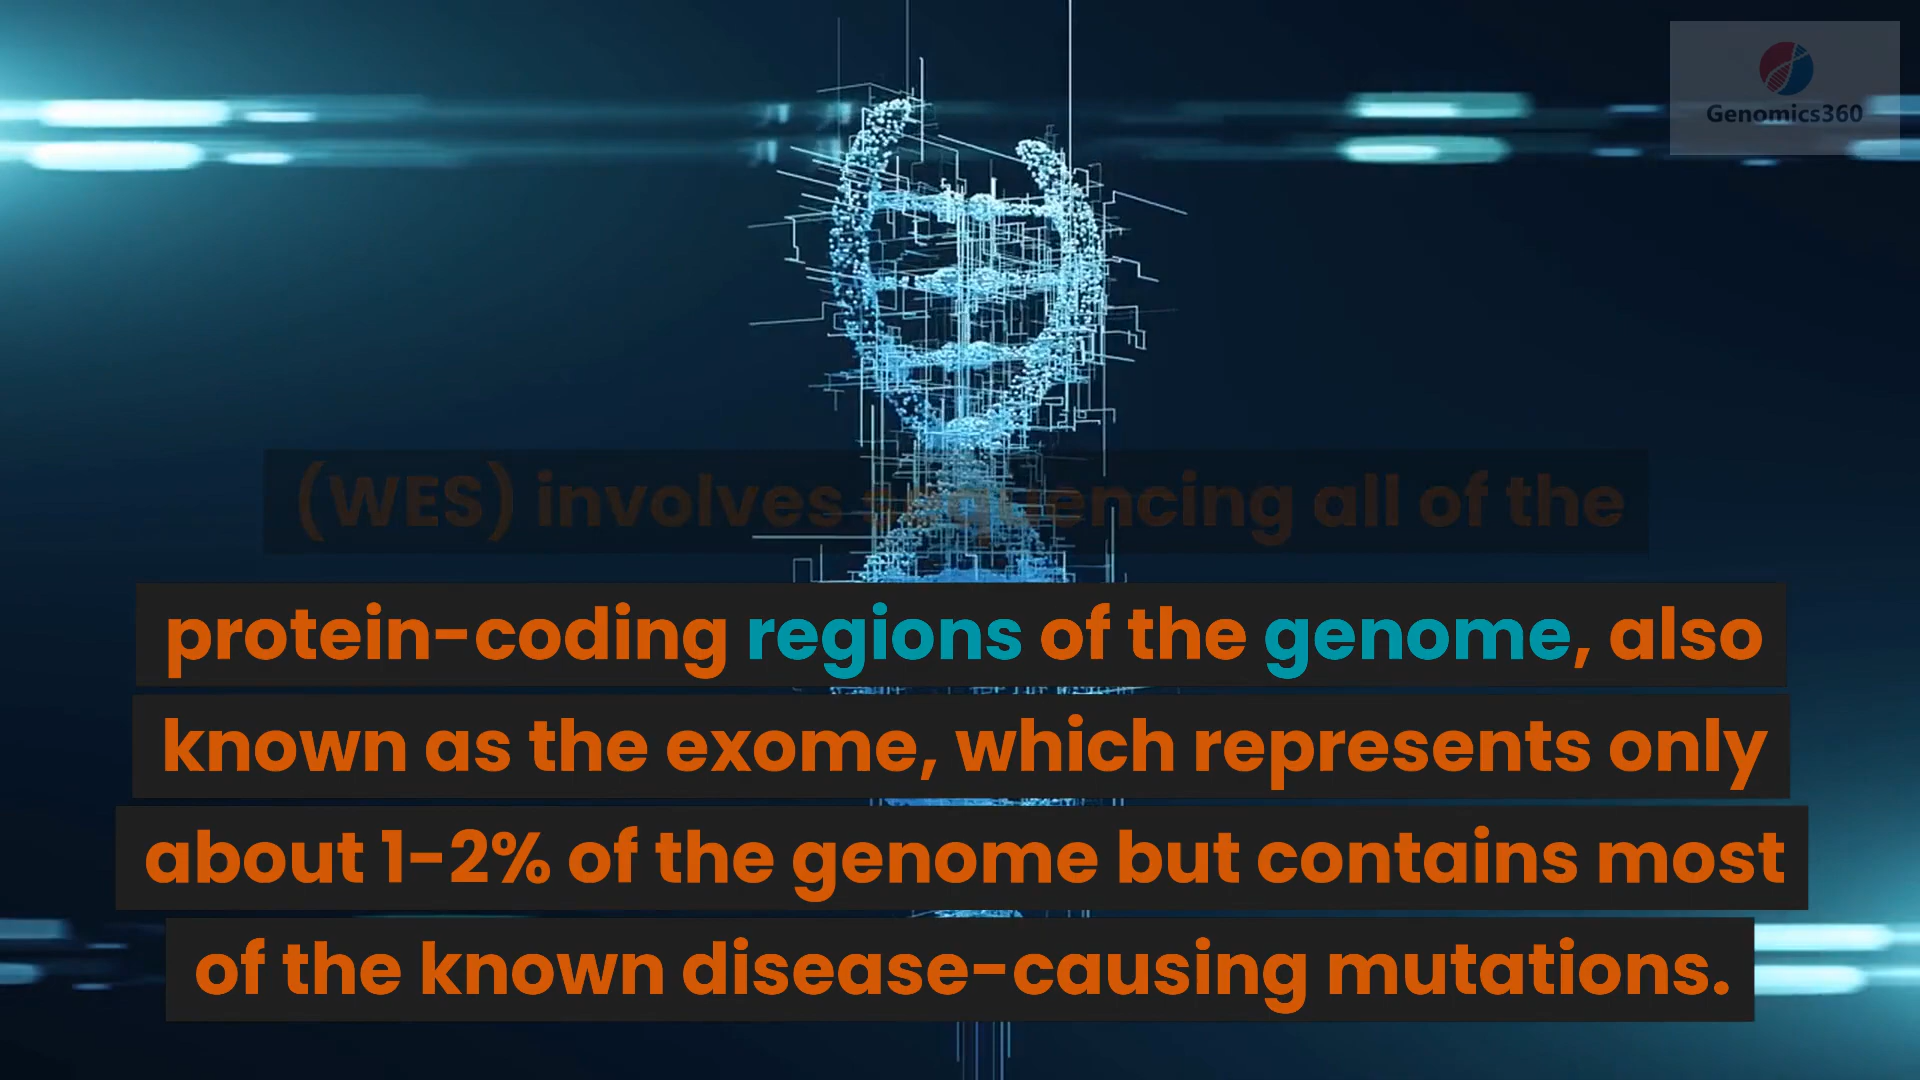 Genomics360
(WES) involves sequencing all of the
protein-coding regions of the genome, also
known as the exome, which represents only
about 1-2% of the genome but contains most
of the known disease-causing mutations.